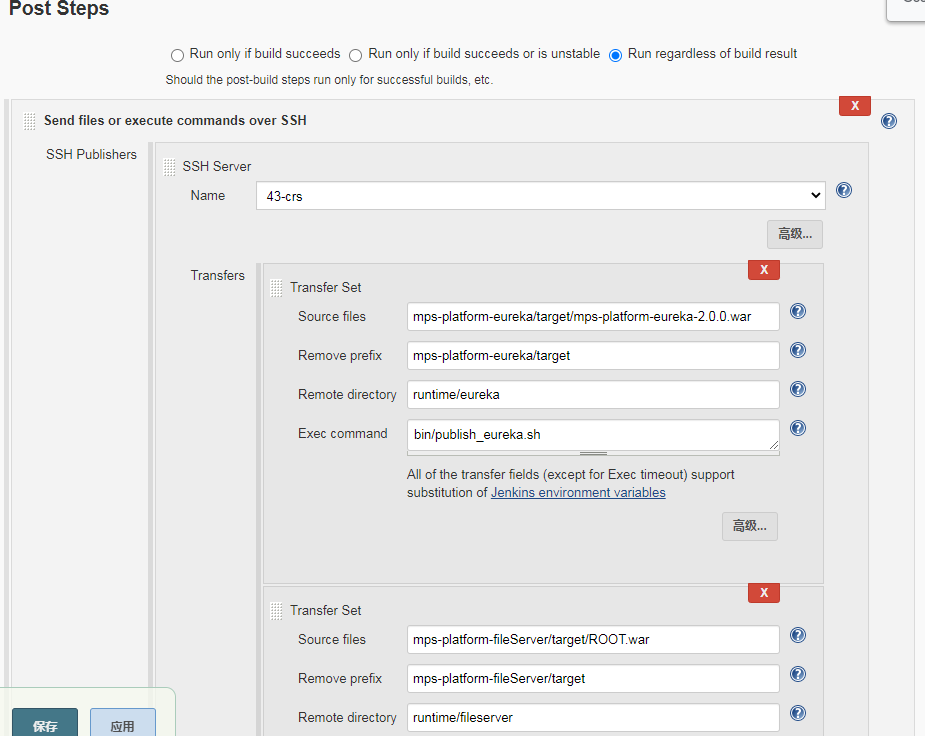 Post Steps
Run only if build succeeds Run only if build succeeds or is unstable Run regardless of build result
Should the post-build steps run only for successful builds, etc.
X
Send files or execute commands over SSH
SSH Publishers
SSH Server
Name 43-crs
高级...
Transfers
X
Transfer Set
Source files mps-platform-eureka/target/mps-platform-eureka-2.0.0.war
Remove prefix mps-platform-eureka/target
Remote directory runtime/eureka
Exec command bin/publish_eureka.sh
All of the transfer fields (except for Exec timeout) support
substitution of Jenkins environment variables
高级...
X
Transfer Set
Source files mps-platform-fileServer/target/ROOT.war
Remove prefix mps-platform-fileServer/target
Remote directory runtime/fileserver
保存 应用